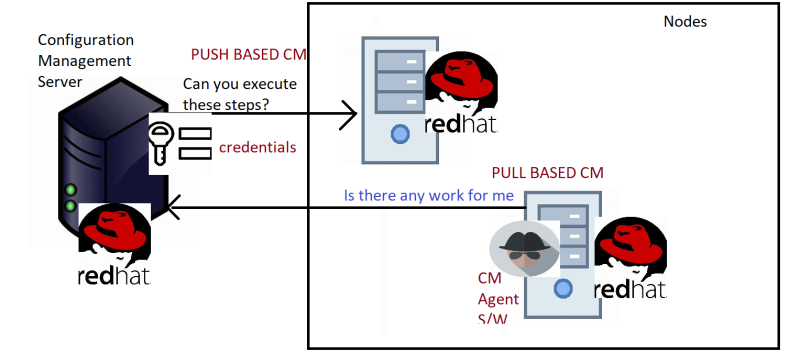 Nodes
Configuration
Management
Server
PUSH BASED CM
Can you execute
these steps?
credentials
redhat
PULL BASED CM
Is there any work for me
redhat
CM
Agent
S/W
redhat